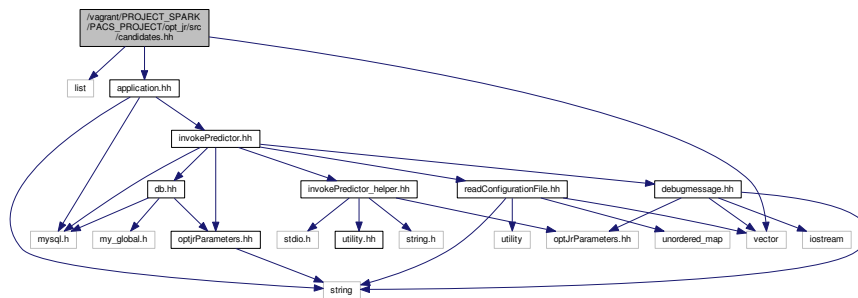 /vagrant/PROJECT_SPARK
/PACS_PROJECT/opt_jr/src
/candidates.hh
list
application.hh
invokePredictor.hh
db.hh
invokePredictor_helper.hh
readConfigurationFile.hh
debugmessage.hh
mysql.h
my_global.h
optjrParameters.hh
stdio.h
utility.hh
string.h
utility
optJrParameters.hh
unordered_map
vector
iostream
string